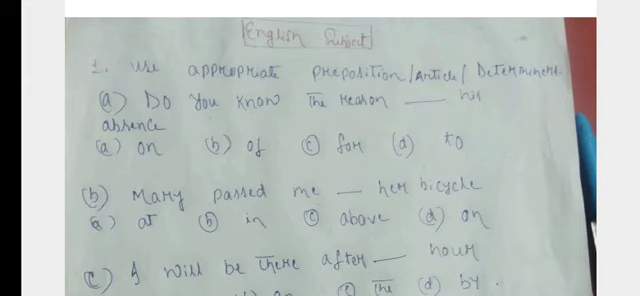 English Subject
1. Use appropriate preposition/Article/Determiners.
(a) Do you know the reason ___ his
absence
(a) on (b) of (c) for (d) to
(b) Mary passed me ___ her bicycle
a) at (b) in (c) above (d) on
(c) I will be there after ___ hour
(c) the (d) by.